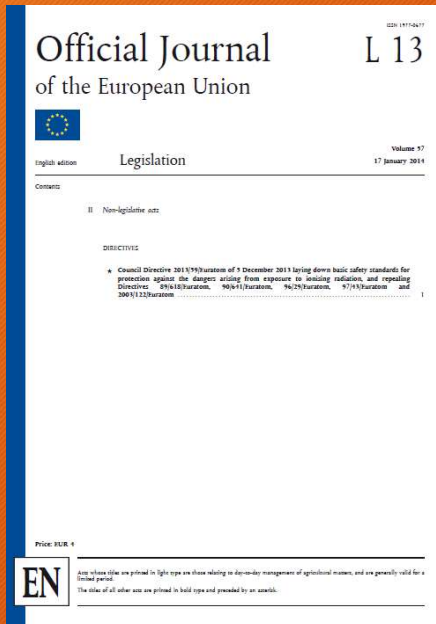 ISSN 1977-0677
Official Journal
L 13
of the European Union
Volume 57
English edition
Legislation
17 January 2014
Contents
II Non-legislative acts
DIRECTIVES
★ Council Directive 2013/59/Euratom of 5 December 2013 laying down basic safety standards for
protection against the dangers arising from exposure to ionising radiation, and repealing
Directives 89/618/Euratom, 90/641/Euratom, 96/29/Euratom, 97/43/Euratom and
2003/122/Euratom ........................................................................ 1
Price: EUR 4
EN
Acts whose titles are printed in light type are those relating to day-to-day management of agricultural matters, and are generally valid for a
limited period.
The titles of all other acts are printed in bold type and preceded by an asterisk.